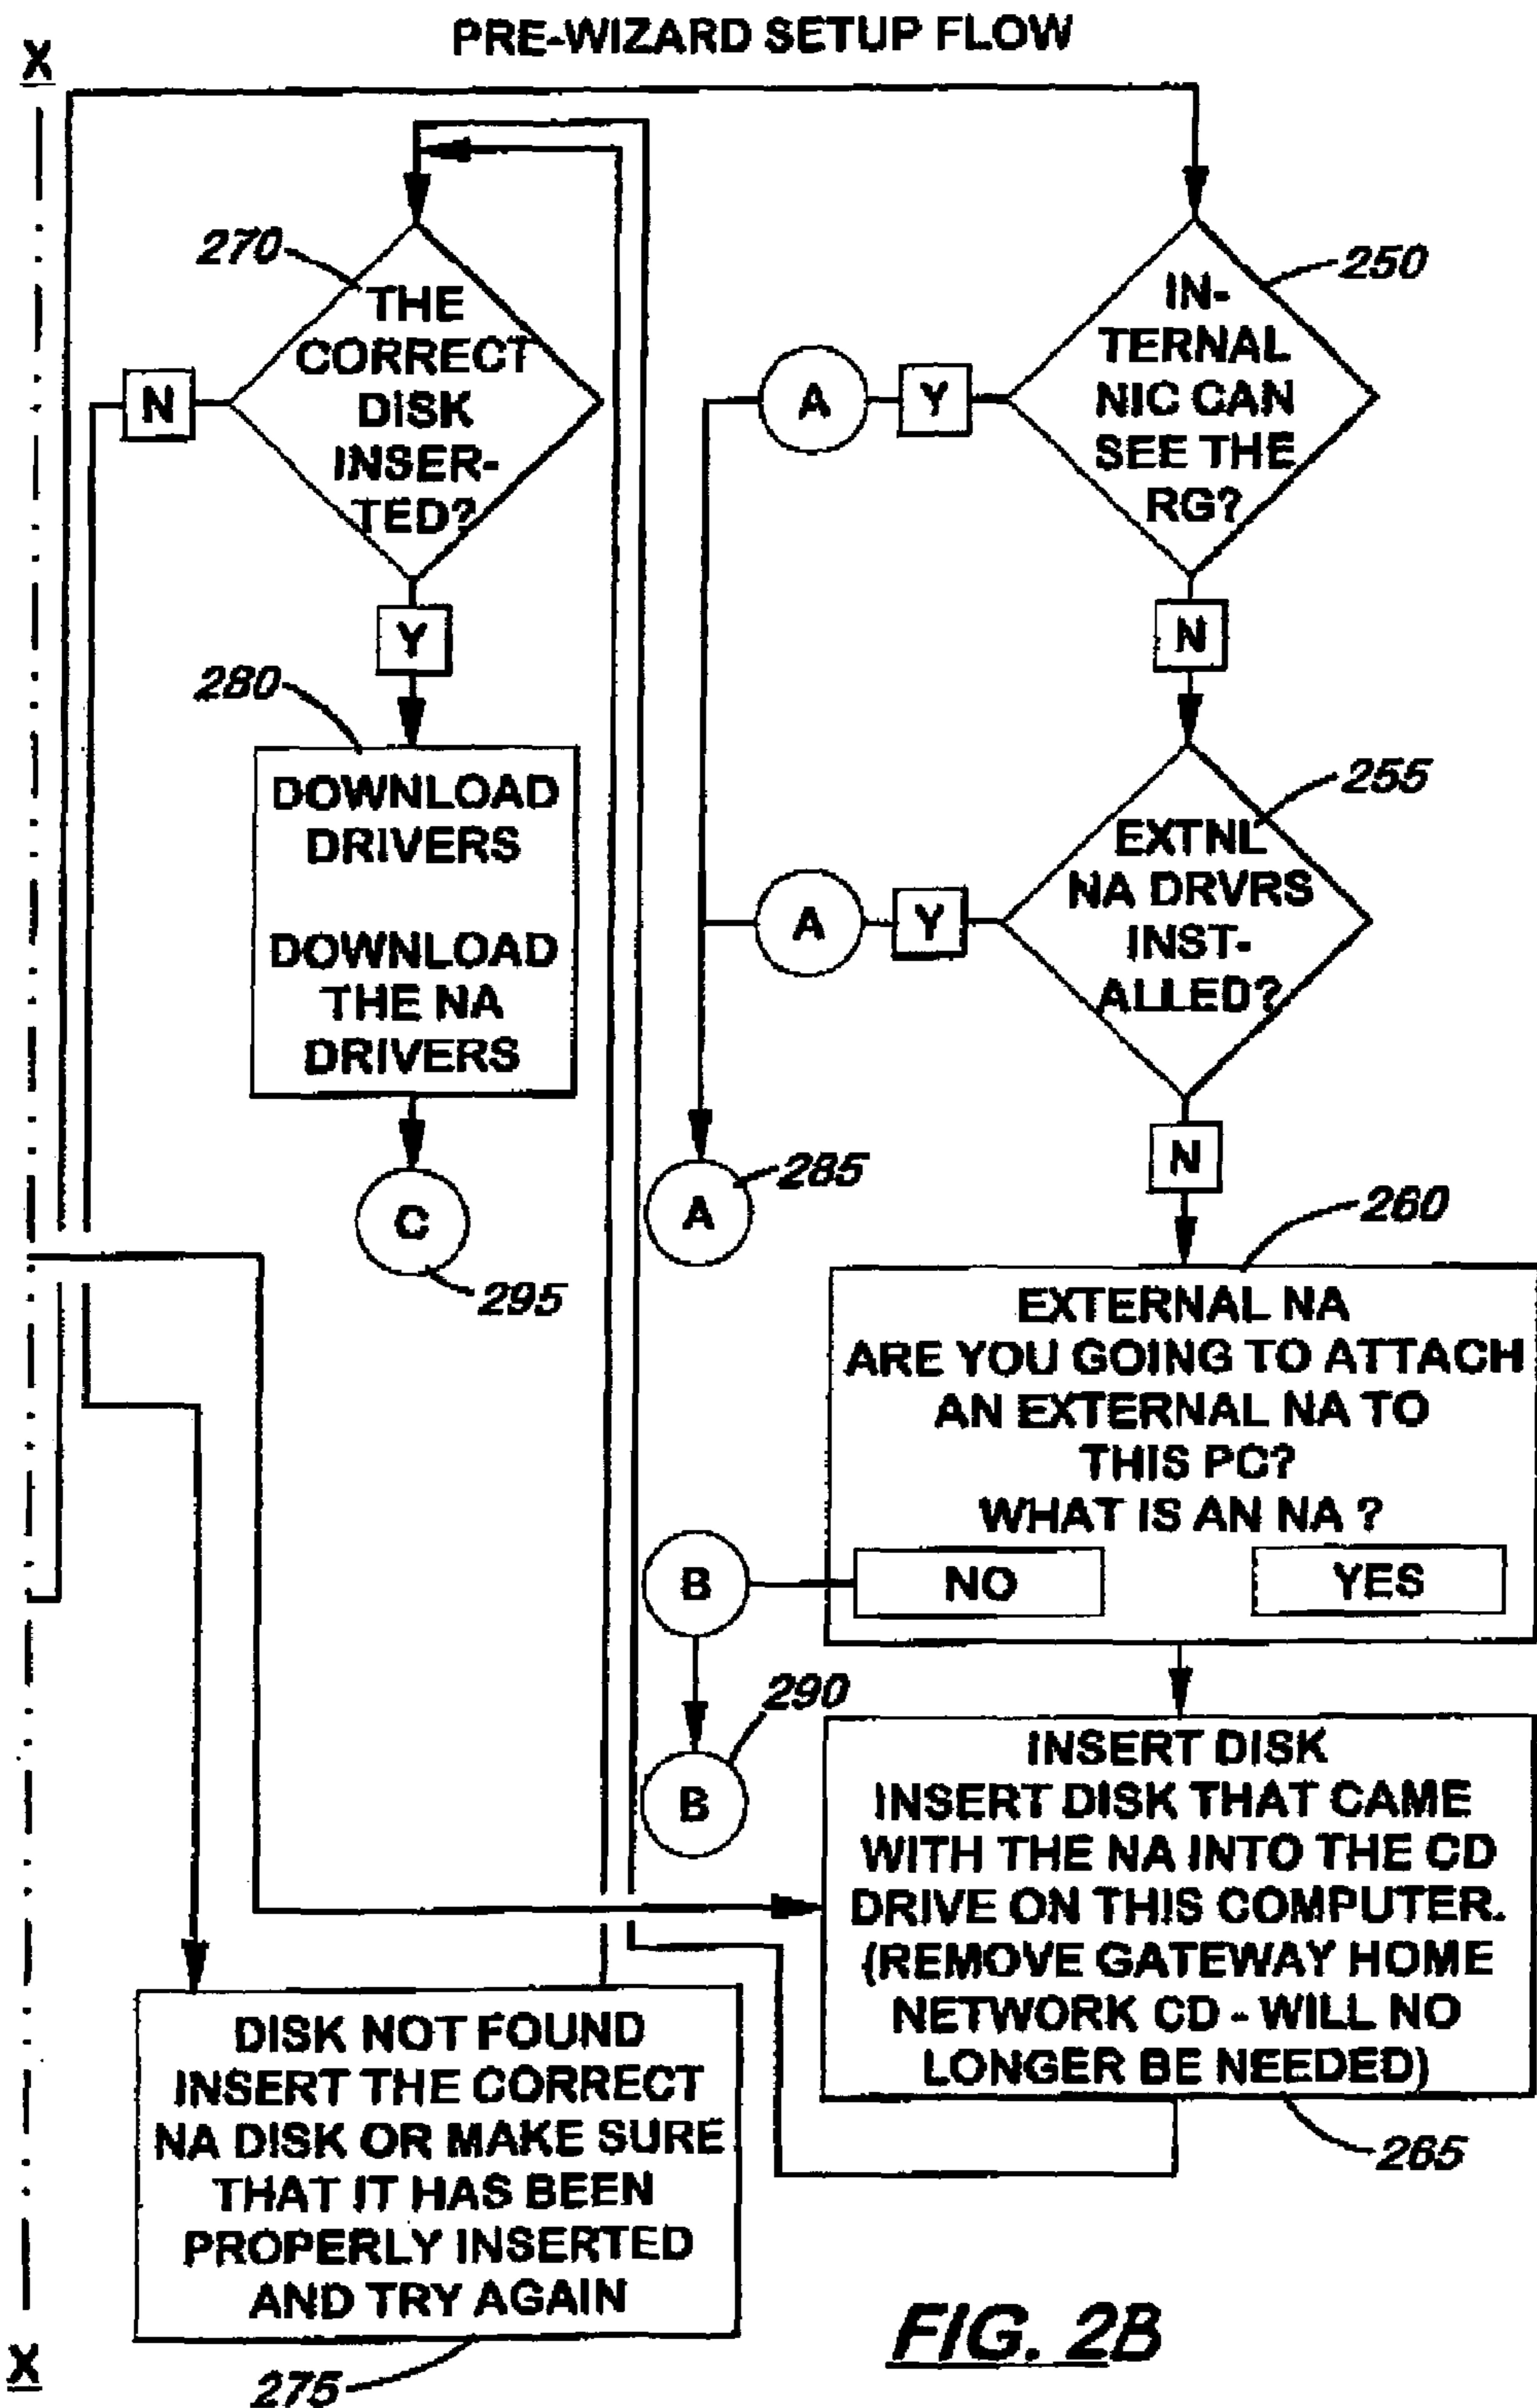 PRE-WIZARD SETUP FLOW
X
270
THE
CORRECT
DISK
INSER-
TED?
N
Y
280
DOWNLOAD
DRIVERS
DOWNLOAD
THE NA
DRIVERS
C
295
250
IN-
TERNAL
NIC CAN
SEE THE
RG?
A
Y
N
255
EXTNL
NA DRVRS
INST-
ALLED?
A
Y
N
A
285
260
EXTERNAL NA
ARE YOU GOING TO ATTACH
AN EXTERNAL NA TO
THIS PC?
WHAT IS AN NA ?
NO
YES
B
B
290
INSERT DISK
INSERT DISK THAT CAME
WITH THE NA INTO THE CD
DRIVE ON THIS COMPUTER.
(REMOVE GATEWAY HOME
NETWORK CD - WILL NO
LONGER BE NEEDED)
265
DISK NOT FOUND
INSERT THE CORRECT
NA DISK OR MAKE SURE
THAT IT HAS BEEN
PROPERLY INSERTED
AND TRY AGAIN
275
X
FIG. 2B